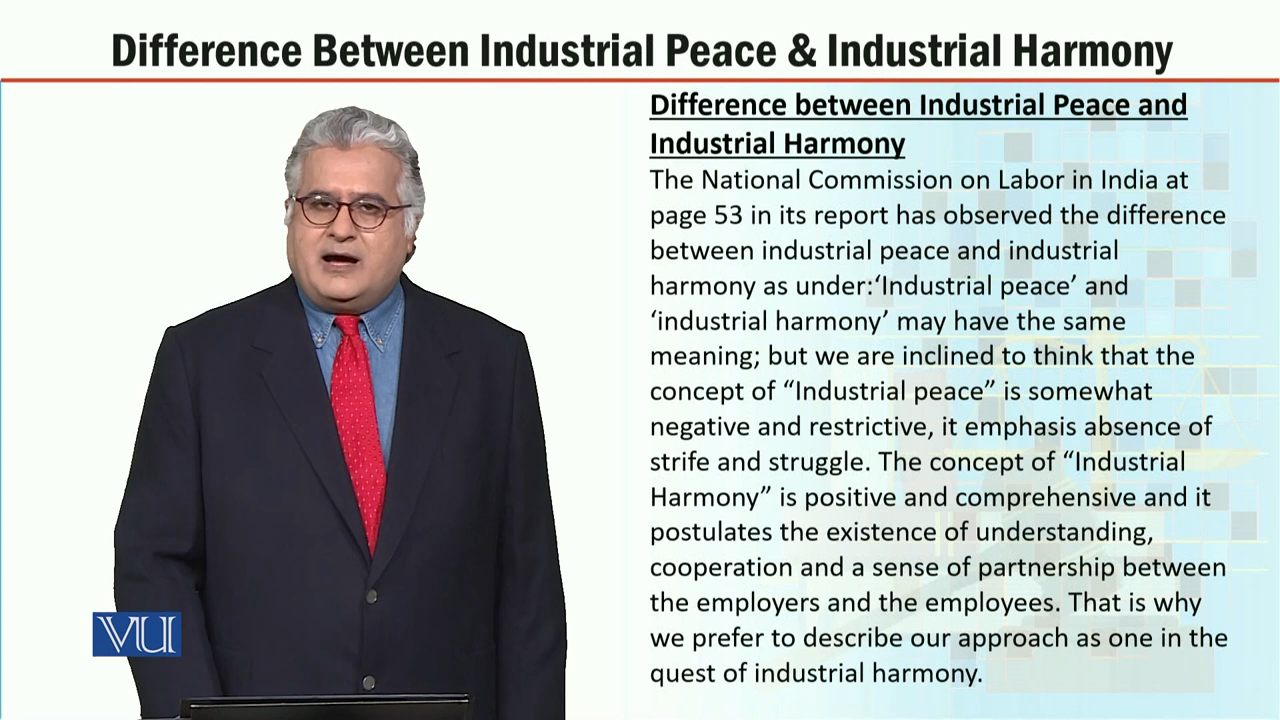 Difference Between Industrial Peace & Industrial Harmony
Difference between Industrial Peace and
Industrial Harmony
The National Commission on Labor in India at
page 53 in its report has observed the difference
between industrial peace and industrial
harmony as under:‘Industrial peace’ and
‘industrial harmony’ may have the same
meaning; but we are inclined to think that the
concept of “Industrial peace” is somewhat
negative and restrictive, it emphasis absence of
strife and struggle. The concept of “Industrial
Harmony” is positive and comprehensive and it
postulates the existence of understanding,
cooperation and a sense of partnership between
the employers and the employees. That is why
we prefer to describe our approach as one in the
quest of industrial harmony.
VU